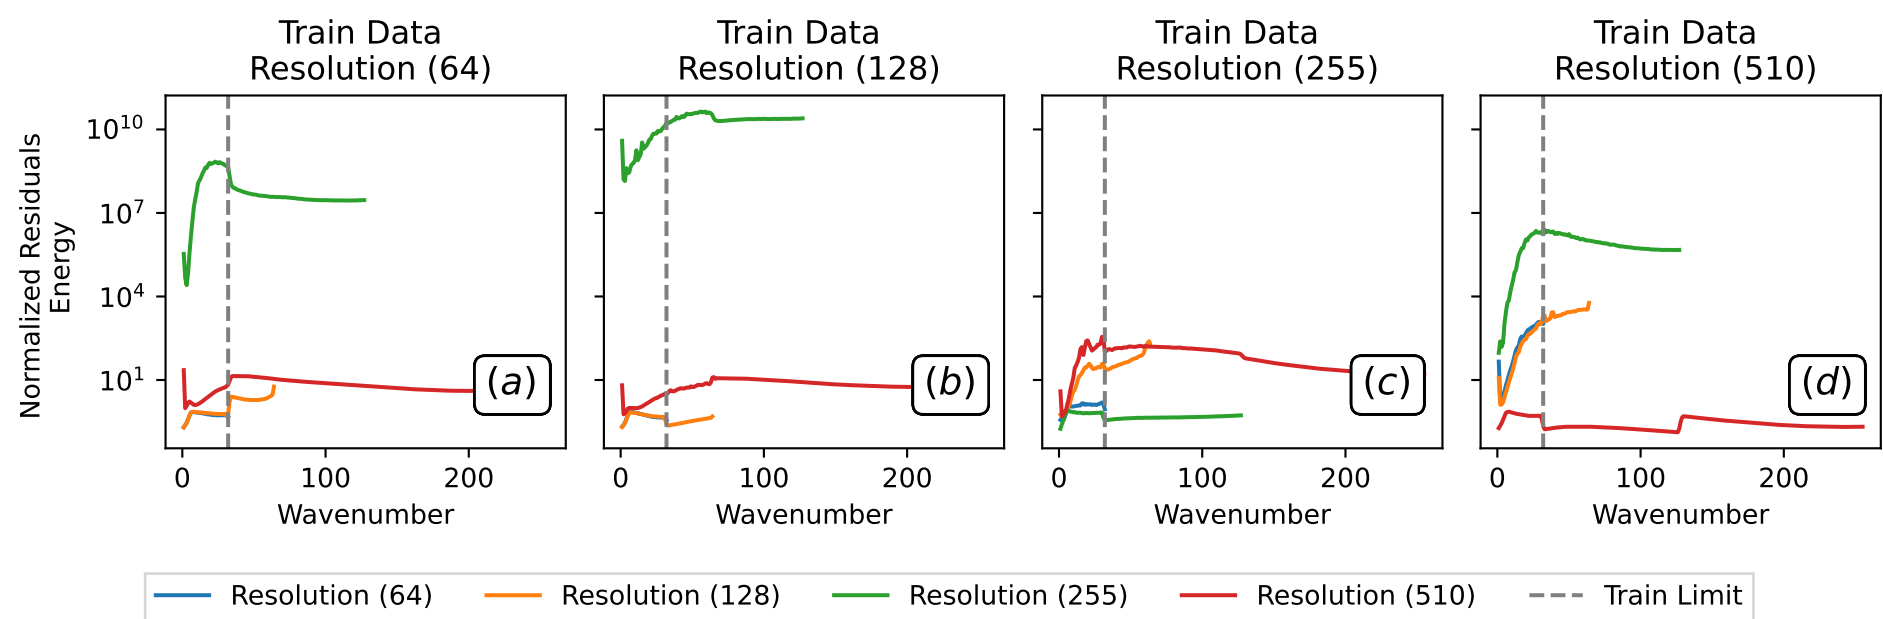 Train Data
Resolution (64)
Train Data
Resolution (128)
Train Data
Resolution (255)
Train Data
Resolution (510)
Normalized Residuals
Energy
10^10
10^7
10^4
10^1
(a)
(b)
(c)
(d)
0 100 200
0 100 200
0 100 200
0 100 200
Wavenumber
Wavenumber
Wavenumber
Wavenumber
Resolution (64) Resolution (128) Resolution (255) Resolution (510) Train Limit